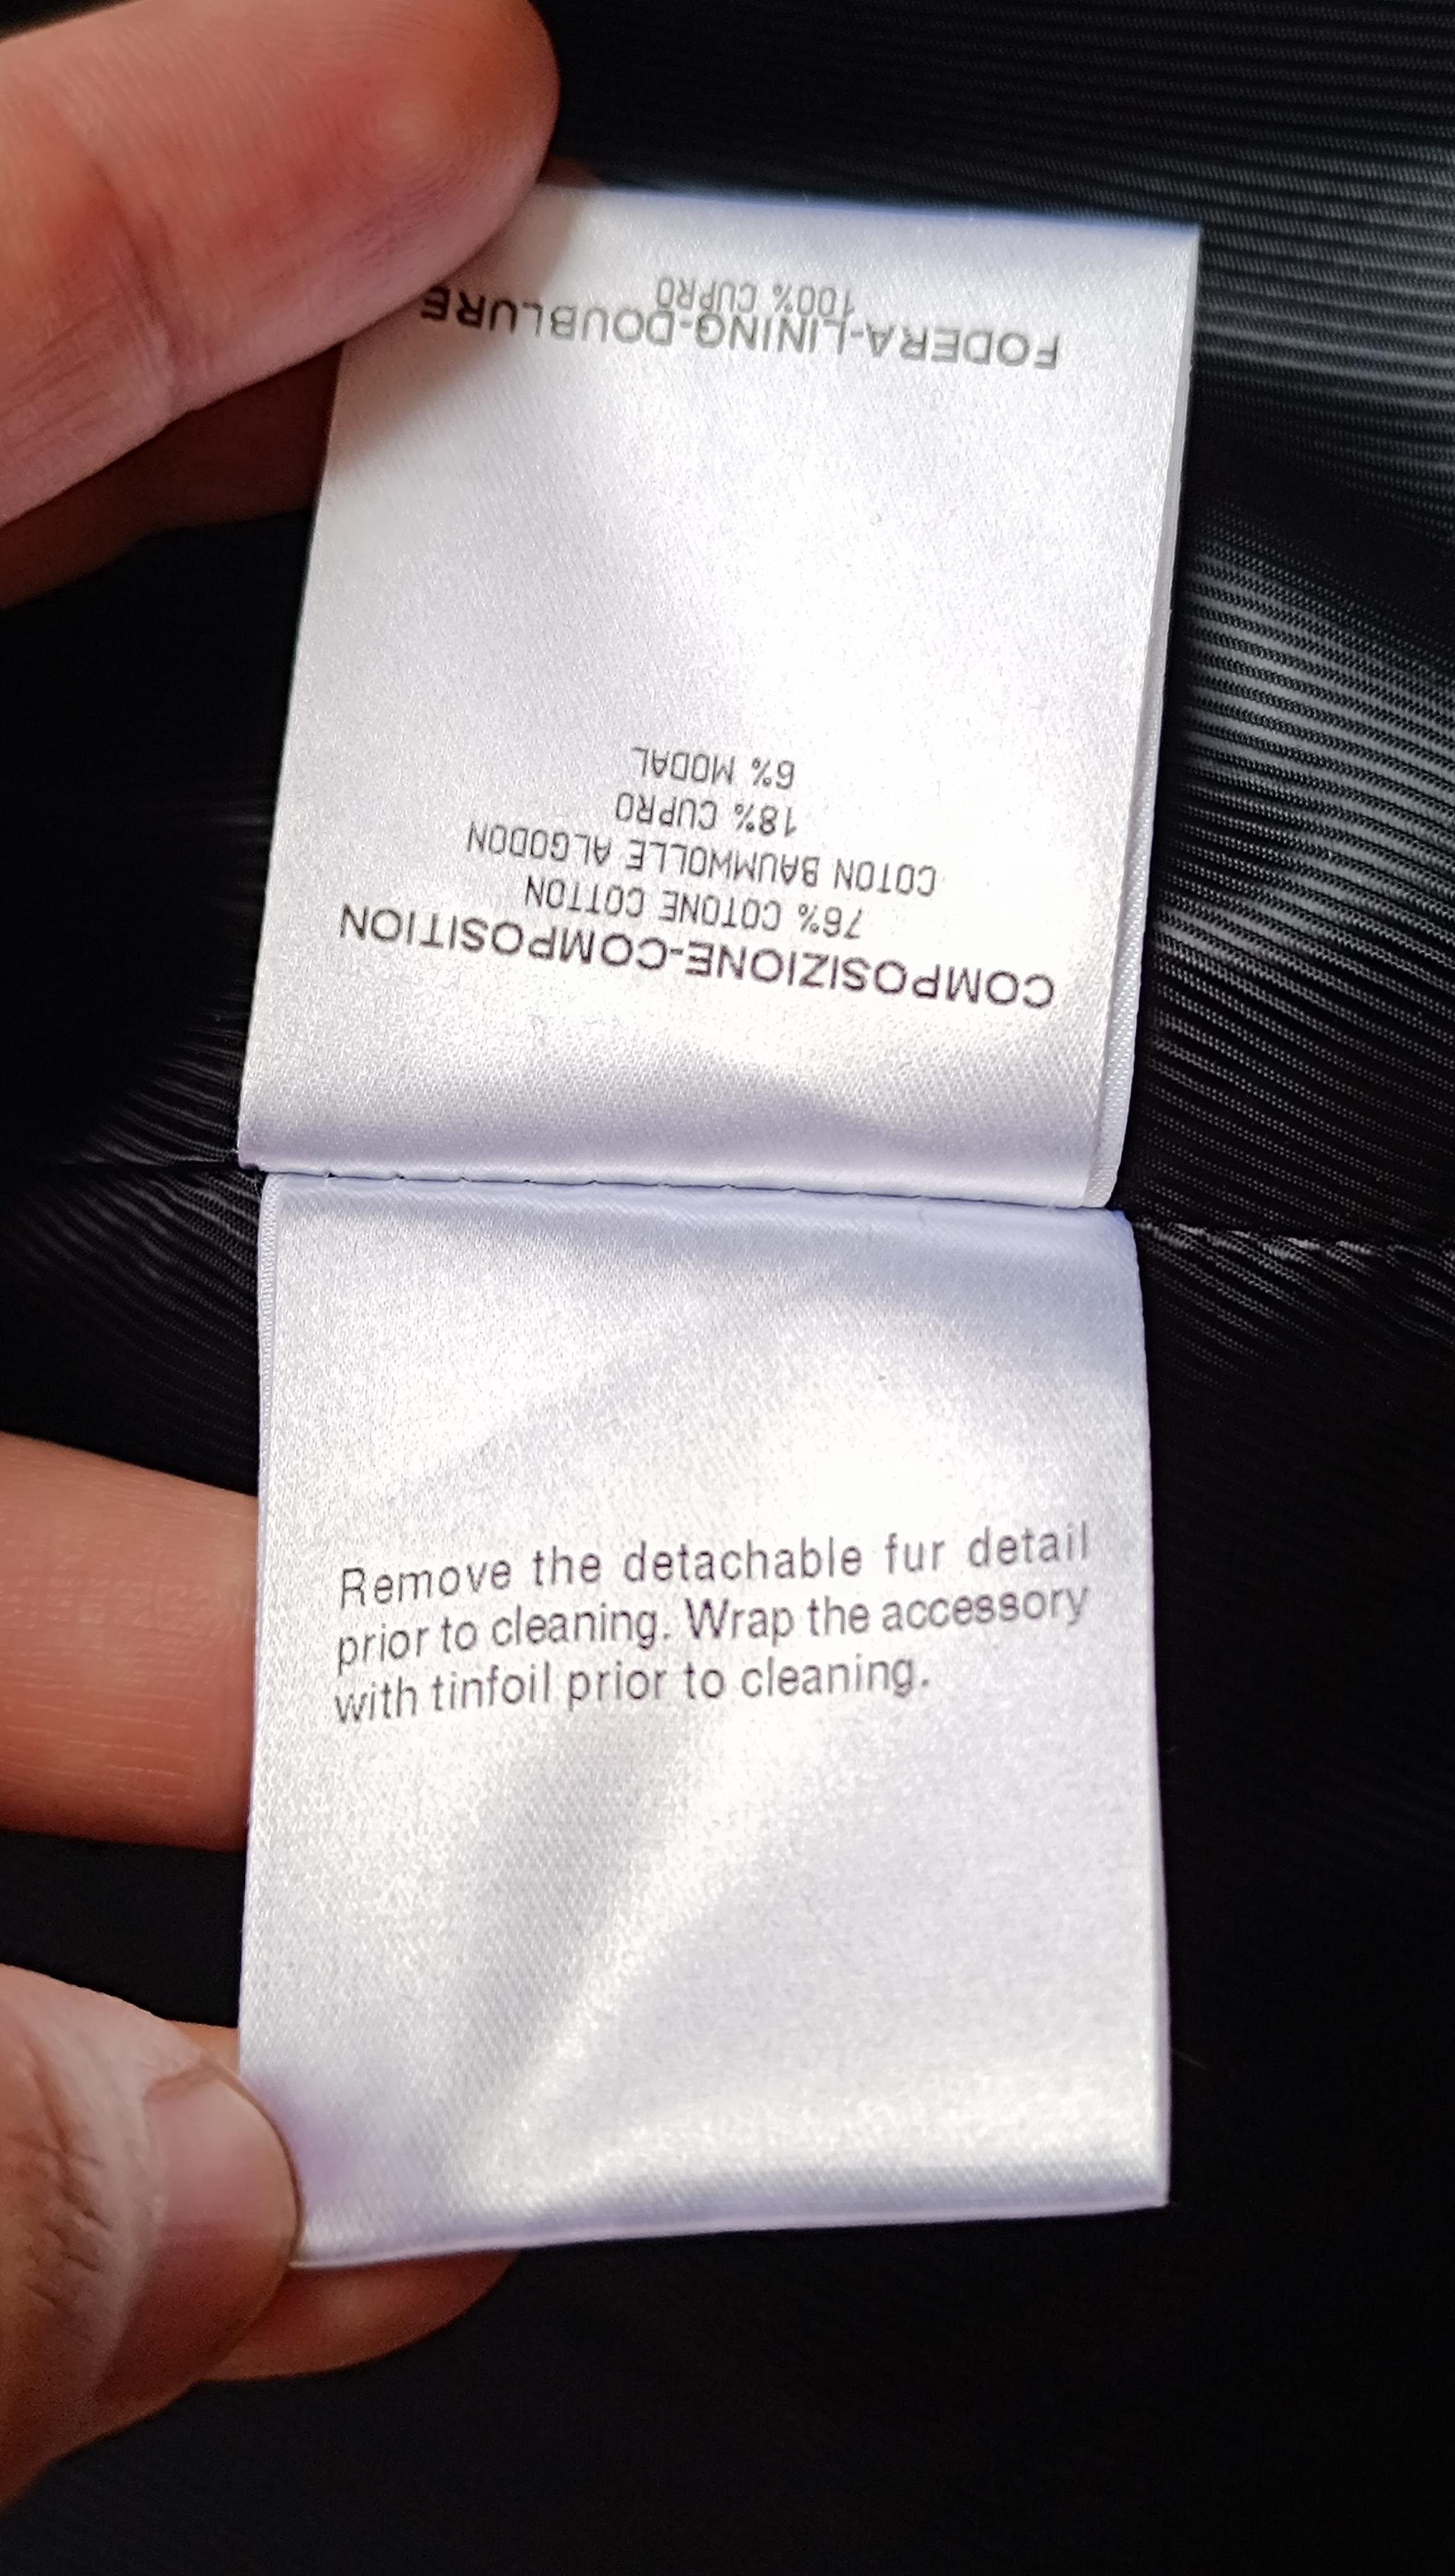 COMPOSIZIONE-COMPOSITION
76% COTONE COTTON
COTON BAUMWOLLE ALGODON
18% CUPRO
6% MODAL
FODERA-LINING-DOUBLURE
100% CUPRO
Remove the detachable fur detail
prior to cleaning. Wrap the accessory
with tinfoil prior to cleaning.